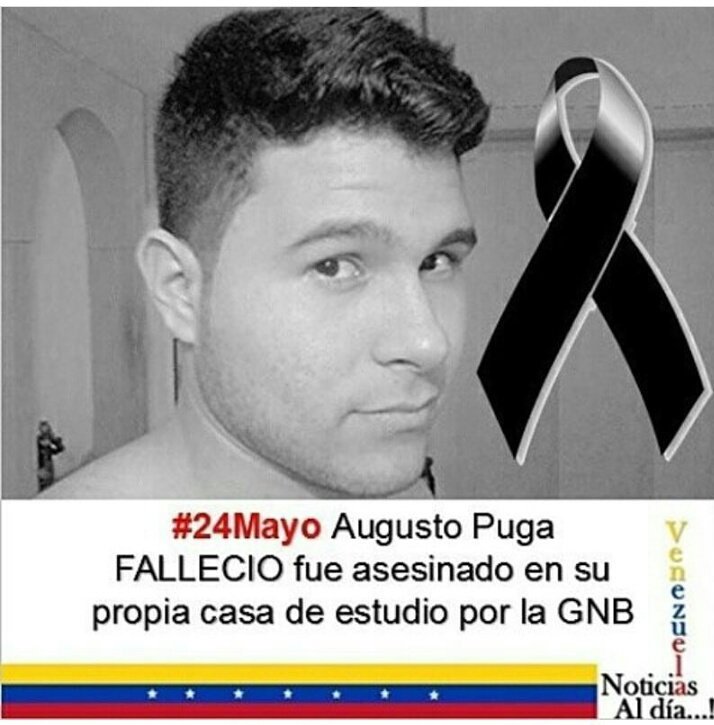 #24Mayo Augusto Puga
FALLECIO fue asesinado en su
propia casa de estudio por la GNB
Venezuela
Noticias
Al día...!